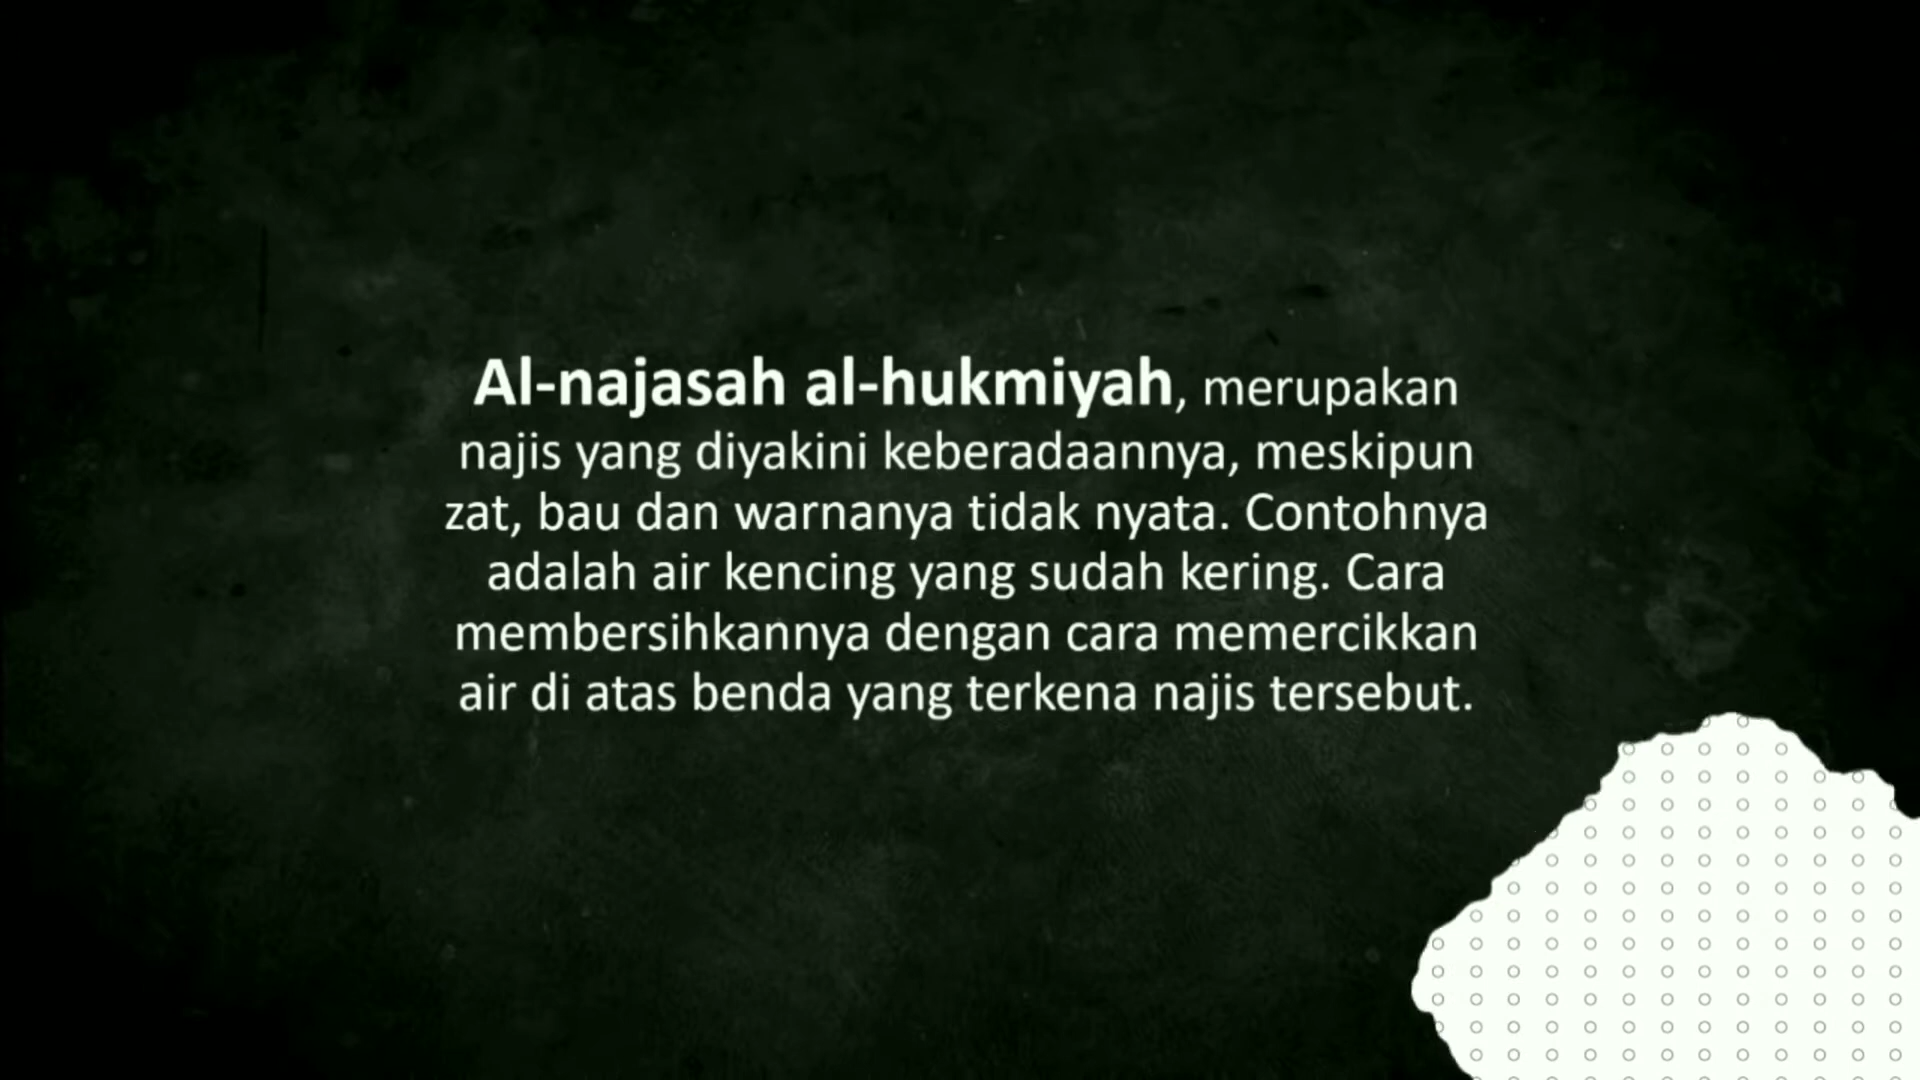 Al-najasah al-hukmiyah, merupakan
najis yang diyakini keberadaannya, meskipun
zat, bau dan warnanya tidak nyata. Contohnya
adalah air kencing yang sudah kering. Cara
membersihkannya dengan cara memercikkan
air di atas benda yang terkena najis tersebut.